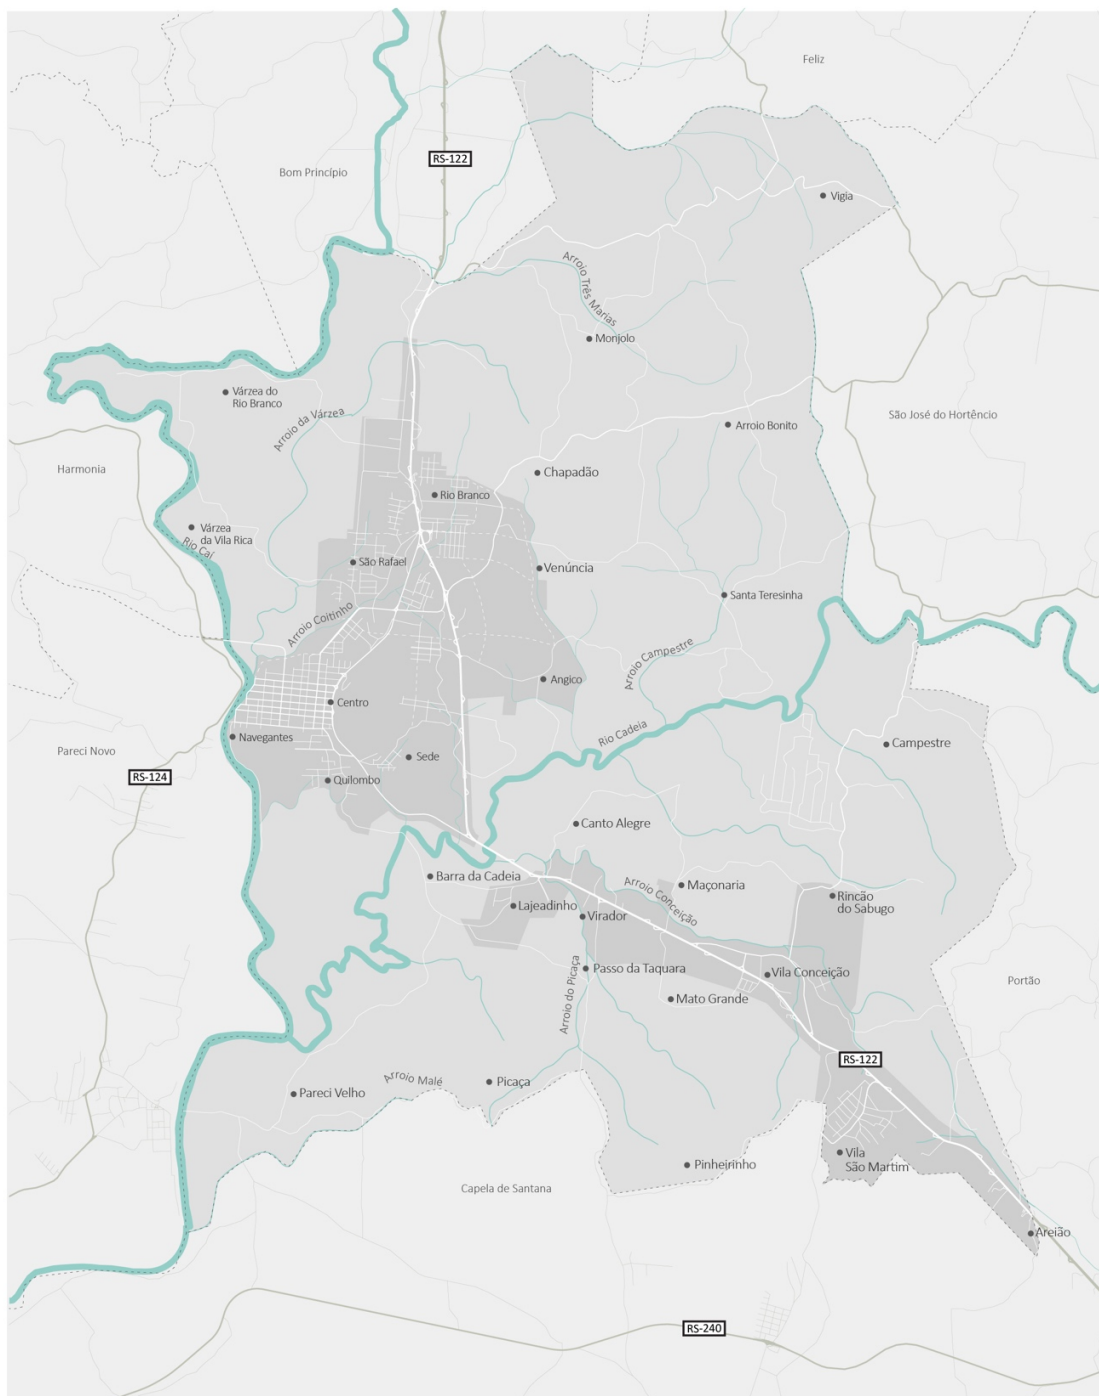 Feliz
RS-122
Bom Princípio
Vigia
Arroio Três Marias
Monjolo
Várzea do
Rio Branco
Arroio da Várzea
São José do Hortêncio
Arroio Bonito
Harmonia
Chapadão
Rio Branco
Várzea
da Vila Rica
Rio Caí
São Rafael
Venúncia
Santa Teresinha
Arroio Coitinho
Arroio Campestre
Angico
Centro
Rio Cadeia
Navegantes
Campestre
Pareci Novo
Sede
RS-124
Quilombo
Canto Alegre
Barra da Cadeia
Maçonaria
Arroio Conceição
Rincão
do Sabugo
Lajeadinho
Virador
Passo da Taquara
Vila Conceição
Portão
Arroio do Picaça
Mato Grande
RS-122
Arroio Malé
Picaça
Pareci Velho
Vila
São Martim
Pinheirinho
Capela de Santana
Areião
RS-240